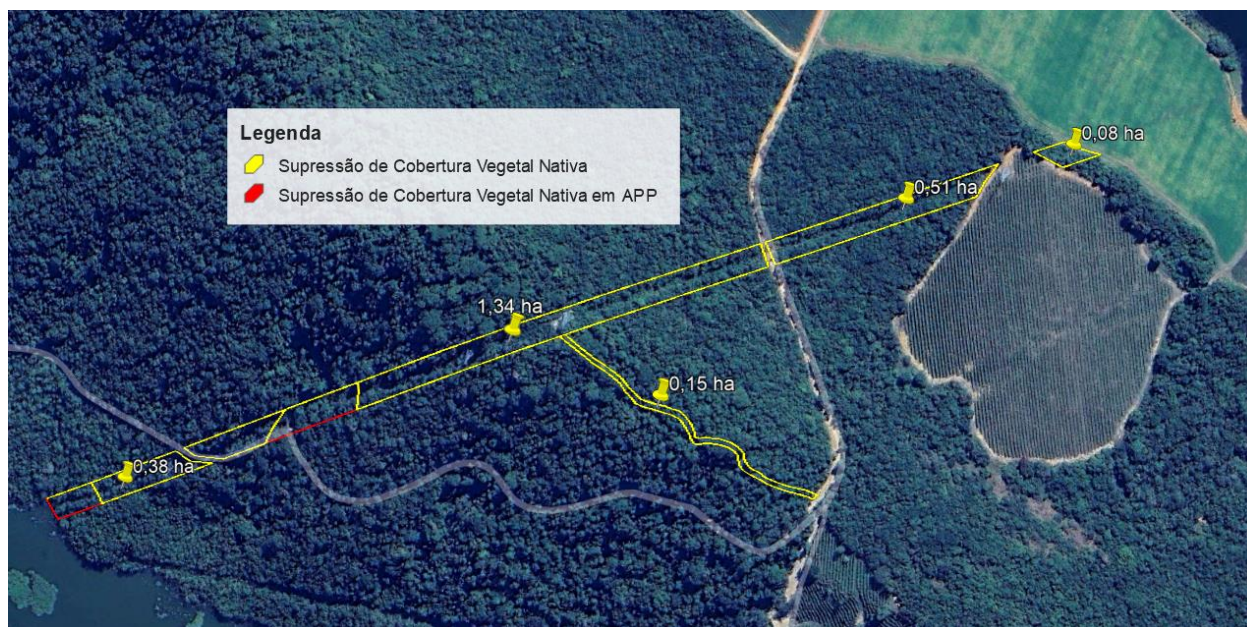 Legenda
Supressão de Cobertura Vegetal Nativa
Supressão de Cobertura Vegetal Nativa em APP
0,08 ha
0,51 ha
1,34 ha
0,15 ha
0,38 ha